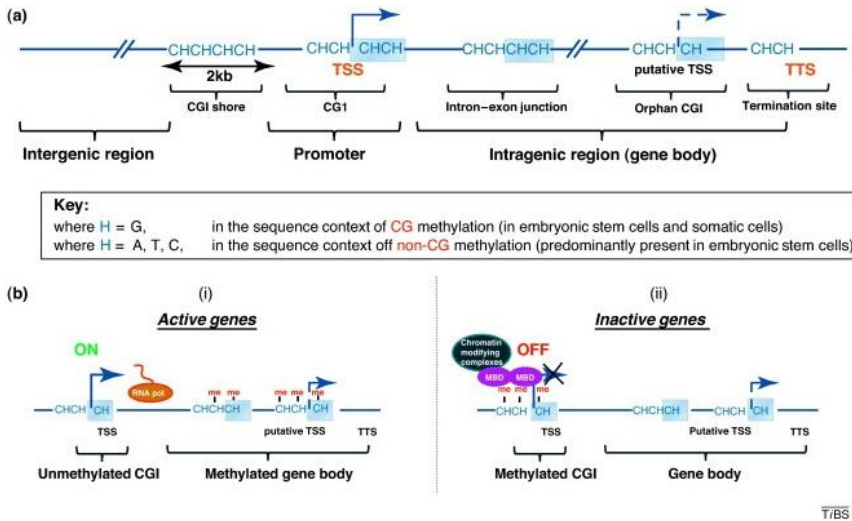 (a)
CHCHCHCH CHCH CHCH CHCHCHCH CHCHCH CHCH
2kb TSS putative TSS TTS
CGI shore CG1 Intron–exon junction Orphan CGI Termination site
Intergenic region Promoter Intragenic region (gene body)
Key:
where H = G, in the sequence context of CG methylation (in embryonic stem cells and somatic cells)
where H = A, T, C, in the sequence context off non-CG methylation (predominantly present in embryonic stem cells)
(b) (i) (ii)
Active genes Inactive genes
ON
RNA pol
me me me me me
CHCH CH CHCHCH CHCHCH
TSS putative TSS TTS
Unmethylated CGI Methylated gene body
Chromatin
modifying
complexes
OFF
MBD MBD
me me me
CHCH CH CHCHCH CHCH CH
TSS Putative TSS TTS
Methylated CGI Gene body
TiBS